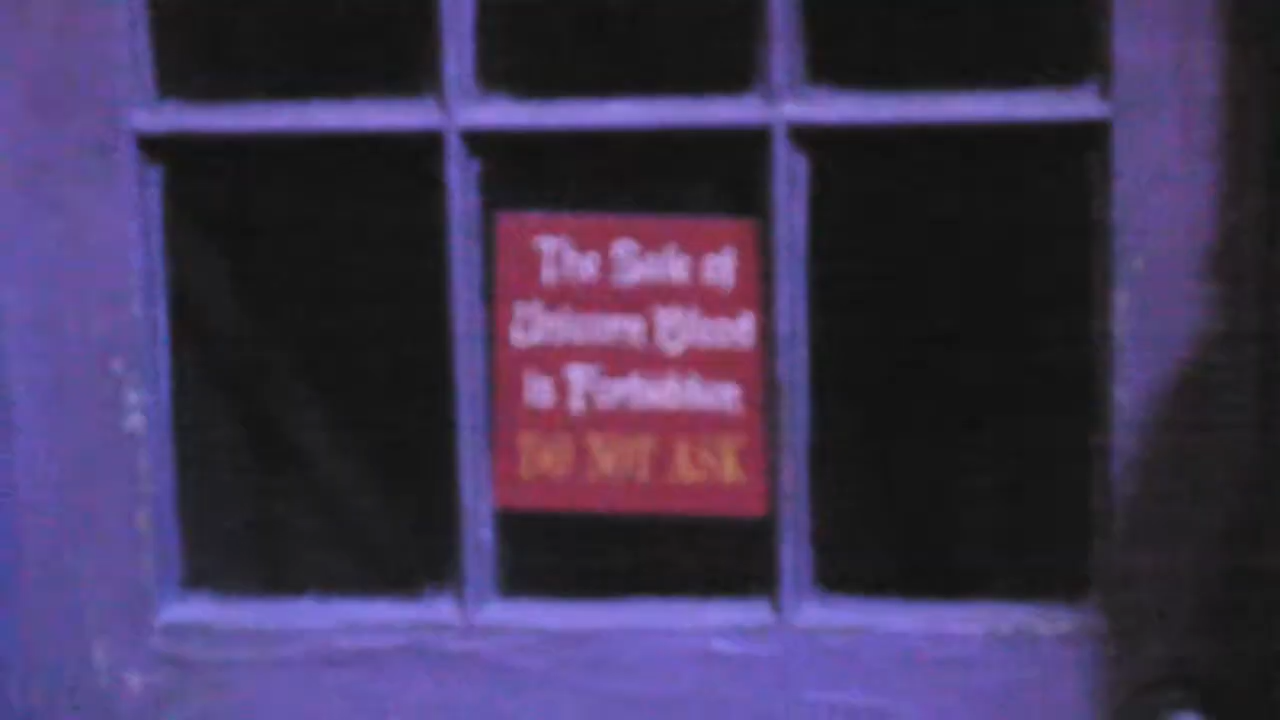 The Sale of
Unicorn Blood
is Forbidden
DO NOT ASK